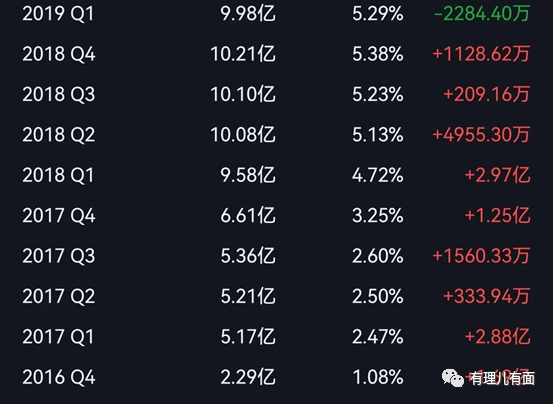 2019 Q1 9.98亿 5.29% -2284.40万
2018 Q4 10.21亿 5.38% +1128.62万
2018 Q3 10.10亿 5.23% +209.16万
2018 Q2 10.08亿 5.13% +4955.30万
2018 Q1 9.58亿 4.72% +2.97亿
2017 Q4 6.61亿 3.25% +1.25亿
2017 Q3 5.36亿 2.60% +1560.33万
2017 Q2 5.21亿 2.50% +333.94万
2017 Q1 5.17亿 2.47% +2.88亿
2016 Q4 2.29亿 1.08%
有理儿有面